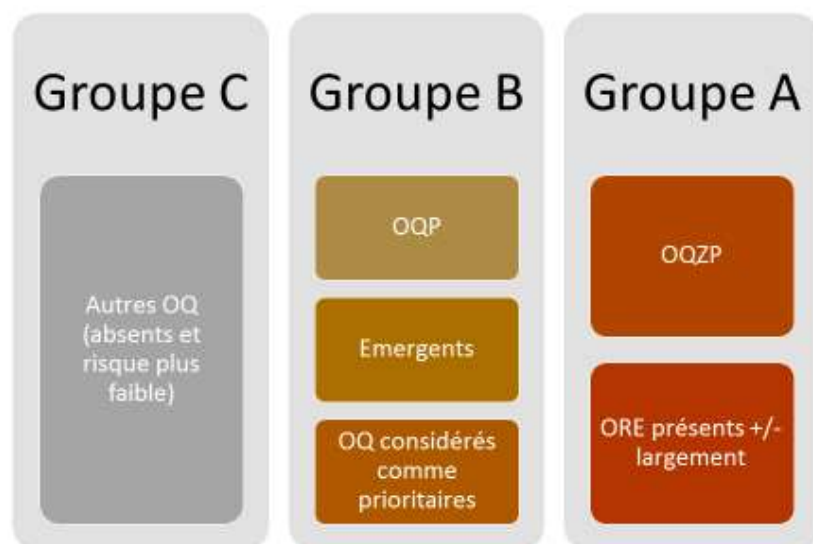 Groupe C
Autres OQ
(absents et
risque plus
faible)
Groupe B
OQP
Emergents
OQ considérés
comme
prioritaires
Groupe A
OQZP
ORE présents +/-
largement